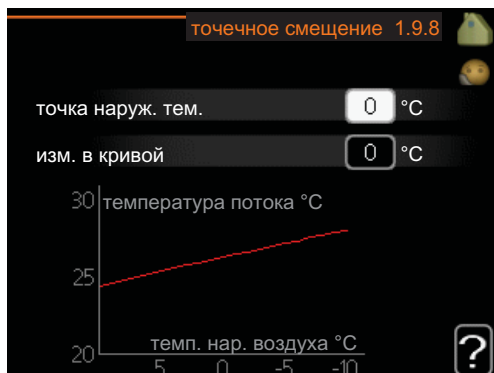 точечное смещение 1.9.8
точка наруж. тем. 0 °C
изм. в кривой 0 °C
30 температура потока °C
25
20 темп. нар. воздуха °C
5 0 -5 -10
?